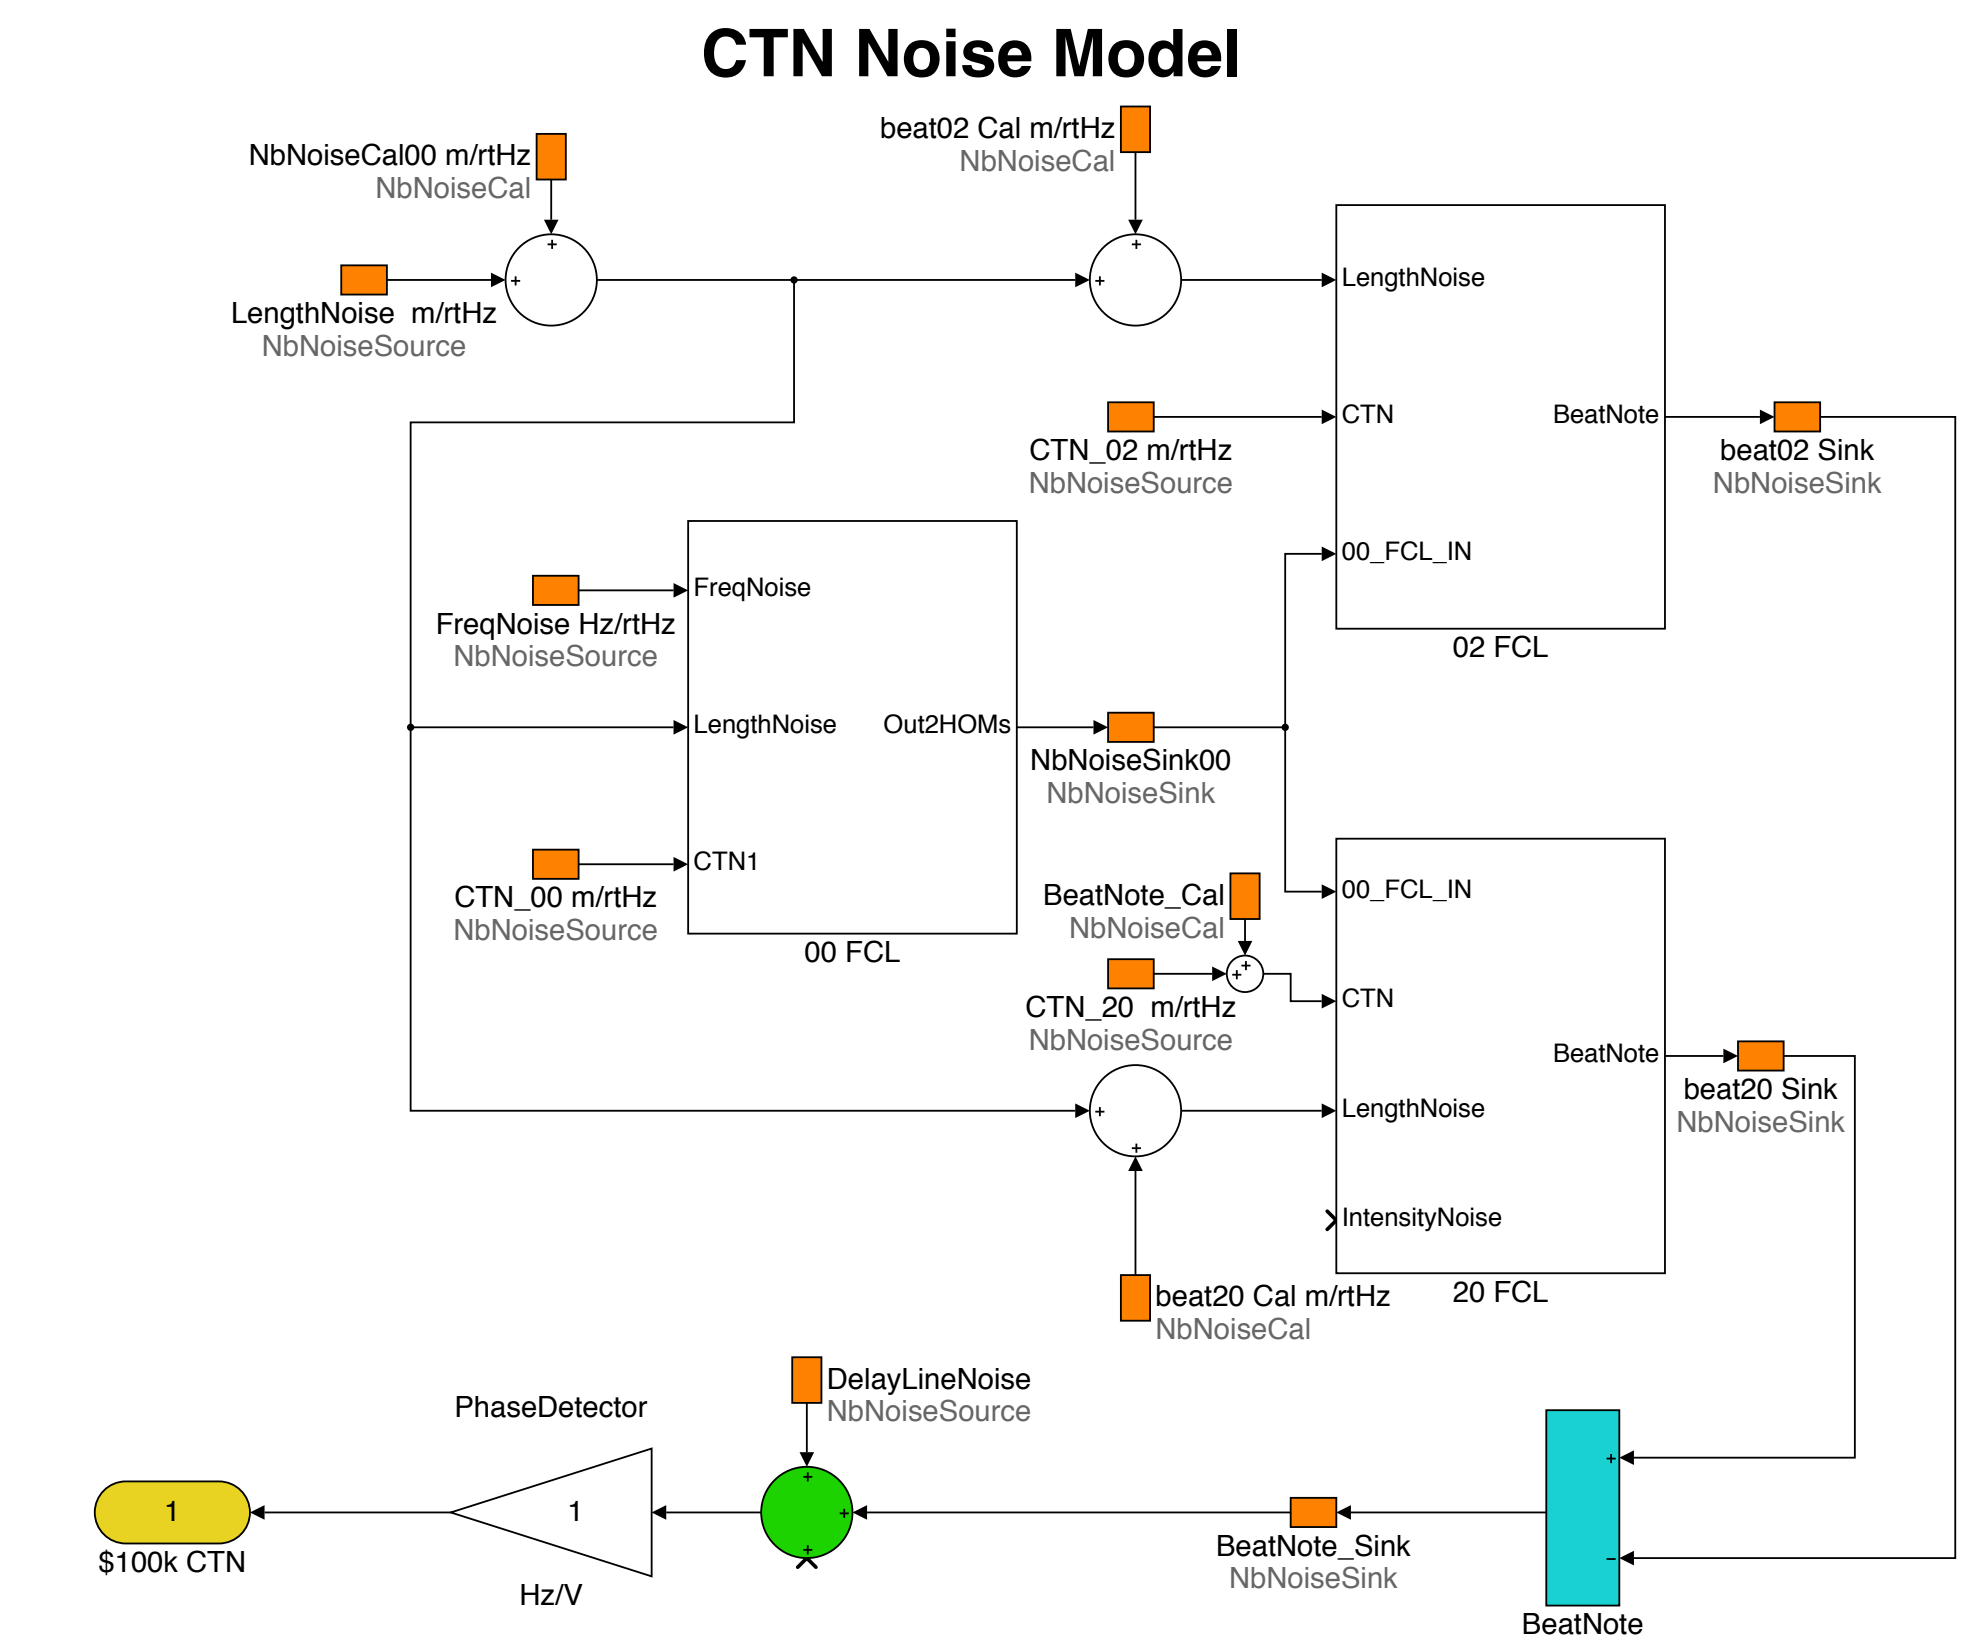 CTN Noise Model
beat02 Cal m/rtHz
NbNoiseCal
NbNoiseCal00 m/rtHz
NbNoiseCal
+
+
+
+
LengthNoise
LengthNoise  m/rtHz
NbNoiseSource
CTN
BeatNote
CTN_02 m/rtHz
NbNoiseSource
beat02 Sink
NbNoiseSink
00_FCL_IN
02 FCL
FreqNoise
FreqNoise Hz/rtHz
NbNoiseSource
LengthNoise
Out2HOMs
NbNoiseSink00
NbNoiseSink
CTN1
CTN_00 m/rtHz
NbNoiseSource
00 FCL
BeatNote_Cal
NbNoiseCal
00_FCL_IN
+
+
CTN_20  m/rtHz
NbNoiseSource
CTN
BeatNote
beat20 Sink
NbNoiseSink
+
+
LengthNoise
IntensityNoise
20 FCL
beat20 Cal m/rtHz
NbNoiseCal
DelayLineNoise
NbNoiseSource
PhaseDetector
1
$100k CTN
1
Hz/V
+
+
+
BeatNote_Sink
NbNoiseSink
+
−
BeatNote